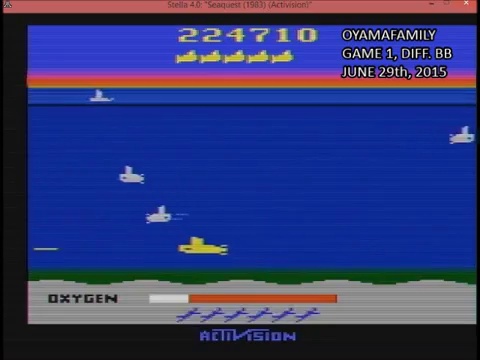 Stella 4.0: "Seaquest (1983) (Activision)"
224710
OYAMAFAMILY
GAME 1, DIFF. BB
JUNE 29th, 2015
OXYGEN
ACTIVISION